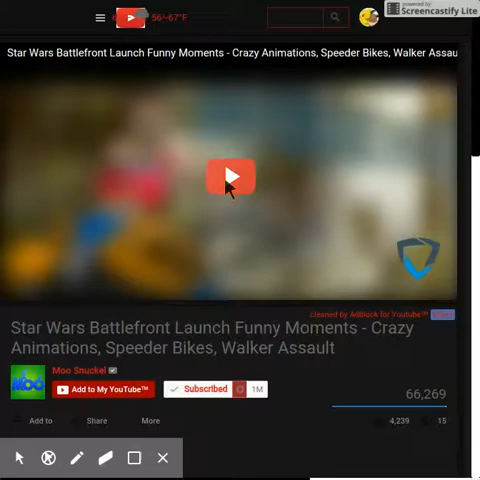 56~67°F
powered by
Screencastify Lite
Star Wars Battlefront Launch Funny Moments - Crazy Animations, Speeder Bikes, Walker Assau
cleaned by AdBlock for Youtube™
Star Wars Battlefront Launch Funny Moments - Crazy
Animations, Speeder Bikes, Walker Assault
MOO
Moo Snuckel
Add to My YouTube™
Subscribed
1M
66,269
Add to
Share
More
4,239
15